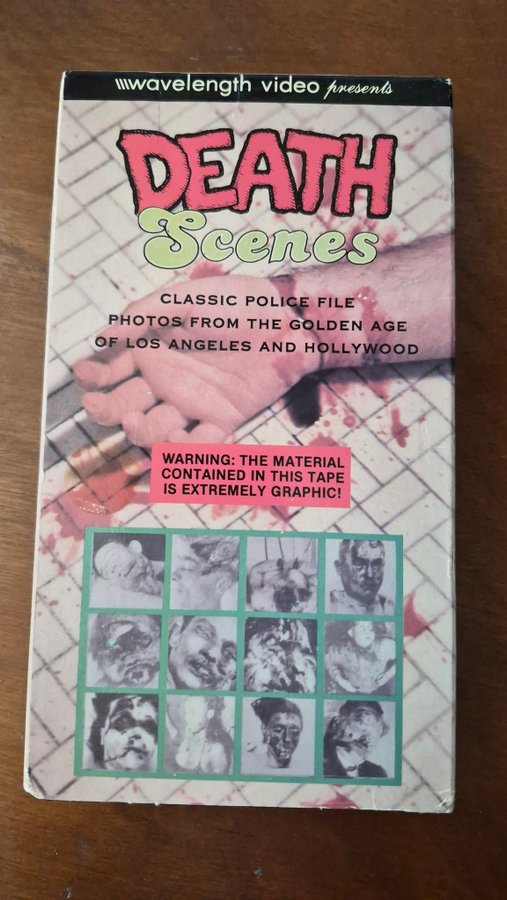 wavelength video presents
DEATH
Scenes
CLASSIC POLICE FILE
PHOTOS FROM THE GOLDEN AGE
OF LOS ANGELES AND HOLLYWOOD
WARNING: THE MATERIAL
CONTAINED IN THIS TAPE
IS EXTREMELY GRAPHIC!